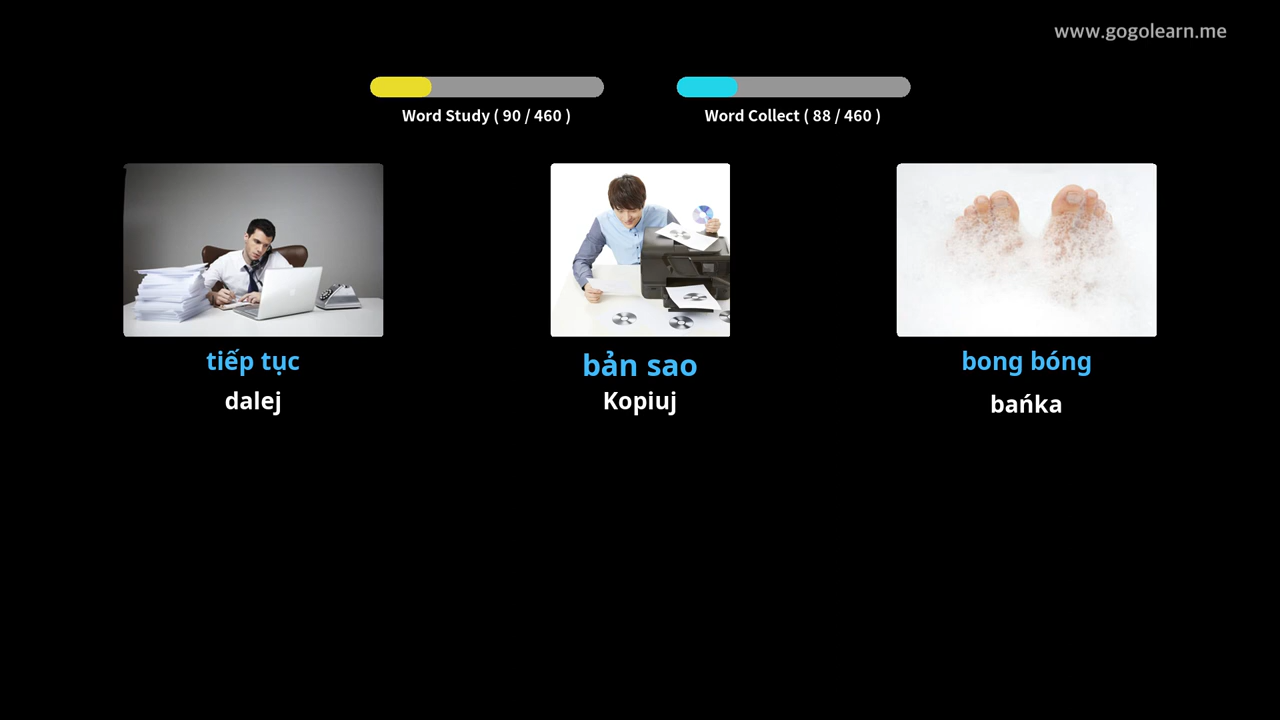 www.gogolearn.me
Word Study ( 90 / 460 )
Word Collect ( 88 / 460 )
tiếp tục
dalej
bản sao
Kopiuj
bong bóng
bańka